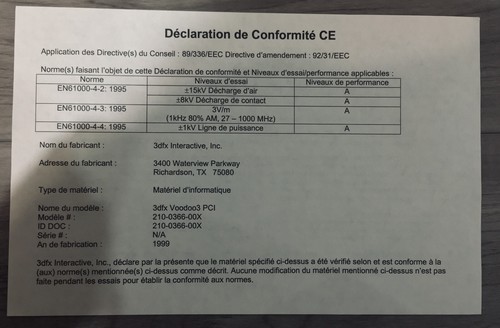 Déclaration de Conformité CE
Application des Directive(s) du Conseil : 89/336/EEC Directive d'amendement : 92/31/EEC
Norme(s) faisant l'objet de cette Déclaration de conformité et Niveaux d'essai/performance applicables :
Norme Niveaux d'essai Niveaux de performance
EN61000-4-2: 1995 ±15kV Décharge d'air A
±8kV Décharge de contact A
EN61000-4-3: 1995 3V/m A
(1kHz 80% AM, 27 – 1000 MHz)
EN61000-4-4: 1995 ±1kV Ligne de puissance A
Nom du fabricant : 3dfx Interactive, Inc.
Adresse du fabricant : 3400 Waterview Parkway
Richardson, TX 75080
Type de matériel : Matériel d'informatique
Nom du modèle : 3dfx Voodoo3 PCI
Modèle # : 210-0366-00X
ID DOC : 210-0366-00X
Série # : N/A
An de fabrication : 1999
3dfx Interactive, Inc., déclare par la présente que le matériel spécifié ci-dessus a été vérifié selon et est conforme à la
(aux) norme(s) mentionnée(s) ci-dessus comme décrit. Aucune modification du matériel mentionné ci-dessus n'est pas
faite pendant les essais pour établir la conformité aux normes.